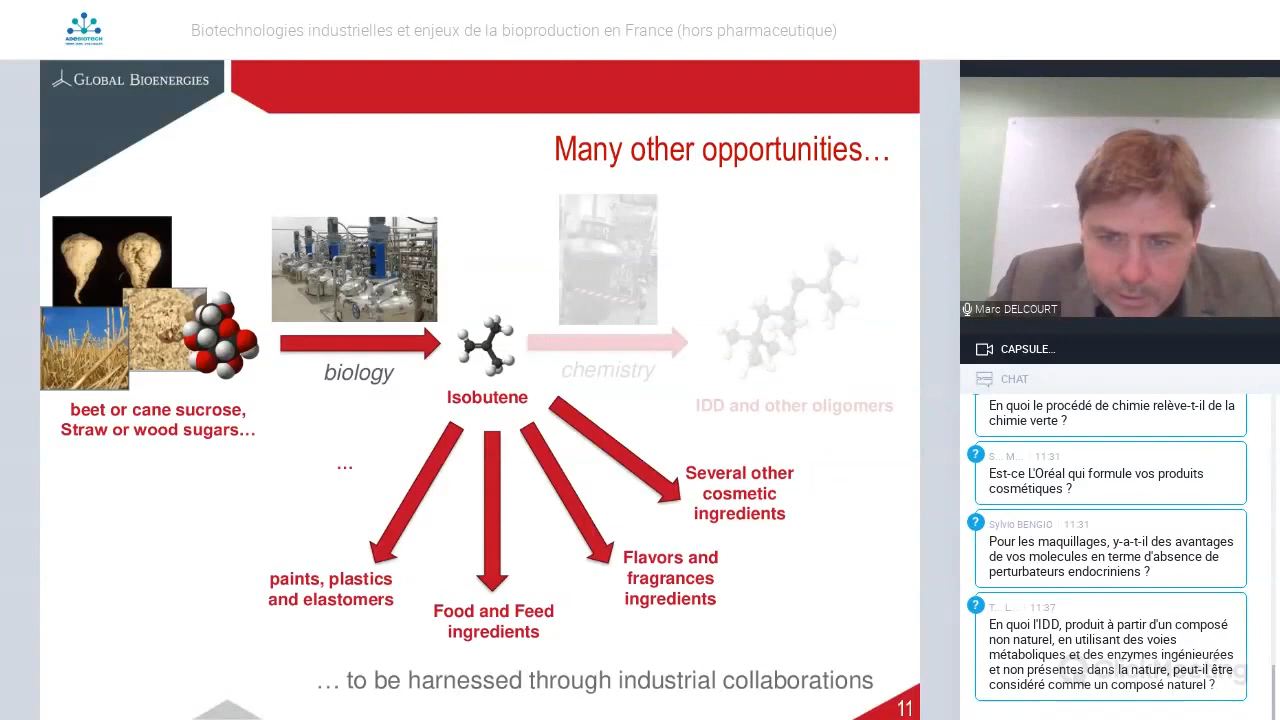 ADEBIOTECH
Biotechnologies industrielles et enjeux de la bioproduction en France (hors pharmaceutique)
GLOBAL BIOENERGIES
Many other opportunities…
biology
chemistry
Isobutene
IDD and other oligomers
beet or cane sucrose,
Straw or wood sugars…
...
Several other
cosmetic
ingredients
Flavors and
fragrances
ingredients
paints, plastics
and elastomers
Food and Feed
ingredients
… to be harnessed through industrial collaborations
11
Marc DELCOURT
CAPSULE…
CHAT
En quoi le procédé de chimie relève-t-il de la
chimie verte ?
? S... M... 11:31
Est-ce L'Oréal qui formule vos produits
cosmétiques ?
? Sylvio BENGIO 11:31
Pour les maquillages, y-a-t-il des avantages
de vos molecules en terme d'absence de
perturbateurs endocriniens ?
? T... L... 11:37
En quoi l'IDD, produit à partir d'un composé
non naturel, en utilisant des voies
métaboliques et des enzymes ingénieurées
et non présentes dans la nature, peut-il être
considéré comme un composé naturel ?
ClickMeeting